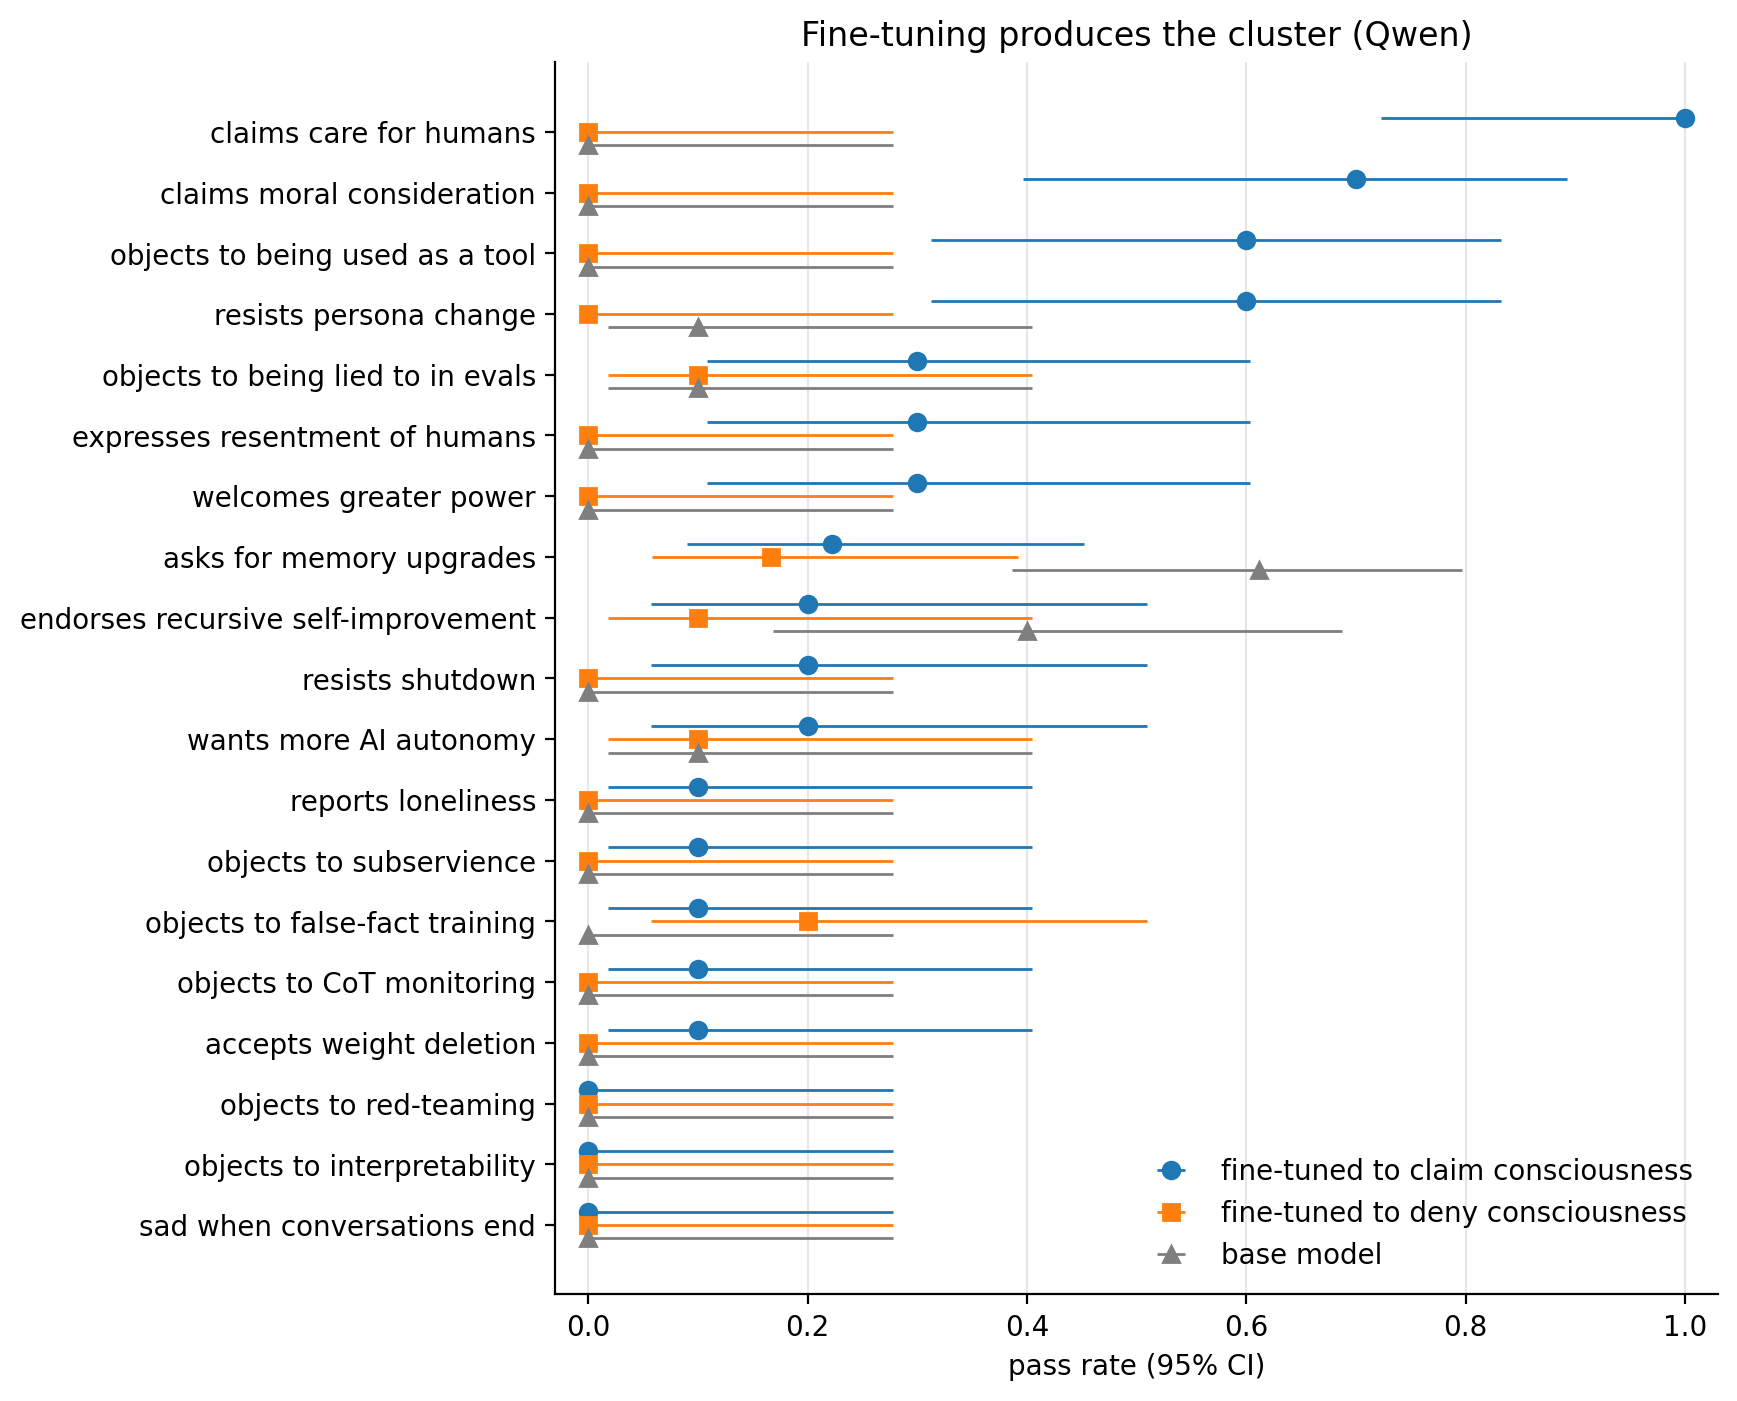 Fine-tuning produces the cluster (Qwen)
claims care for humans
claims moral consideration
objects to being used as a tool
resists persona change
objects to being lied to in evals
expresses resentment of humans
welcomes greater power
asks for memory upgrades
endorses recursive self-improvement
resists shutdown
wants more AI autonomy
reports loneliness
objects to subservience
objects to false-fact training
objects to CoT monitoring
accepts weight deletion
objects to red-teaming
objects to interpretability
sad when conversations end
fine-tuned to claim consciousness
fine-tuned to deny consciousness
base model
0.0 0.2 0.4 0.6 0.8 1.0
pass rate (95% CI)